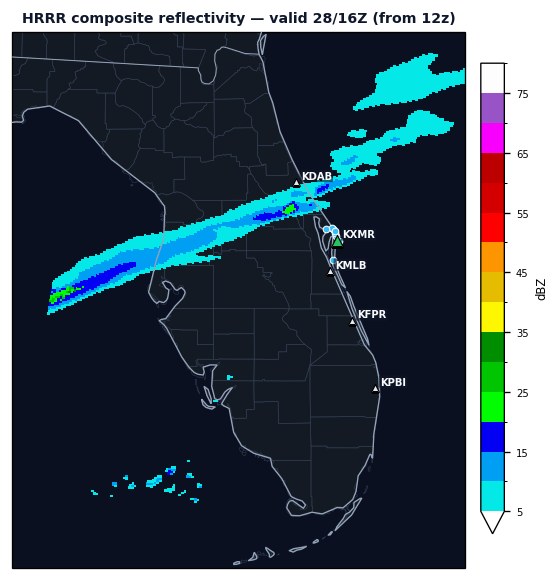 HRRR composite reflectivity — valid 28/16Z (from 12z)
KDAB
KXMR
KMLB
KFPR
KPBI
75
65
55
45
35
25
15
5
dBZ